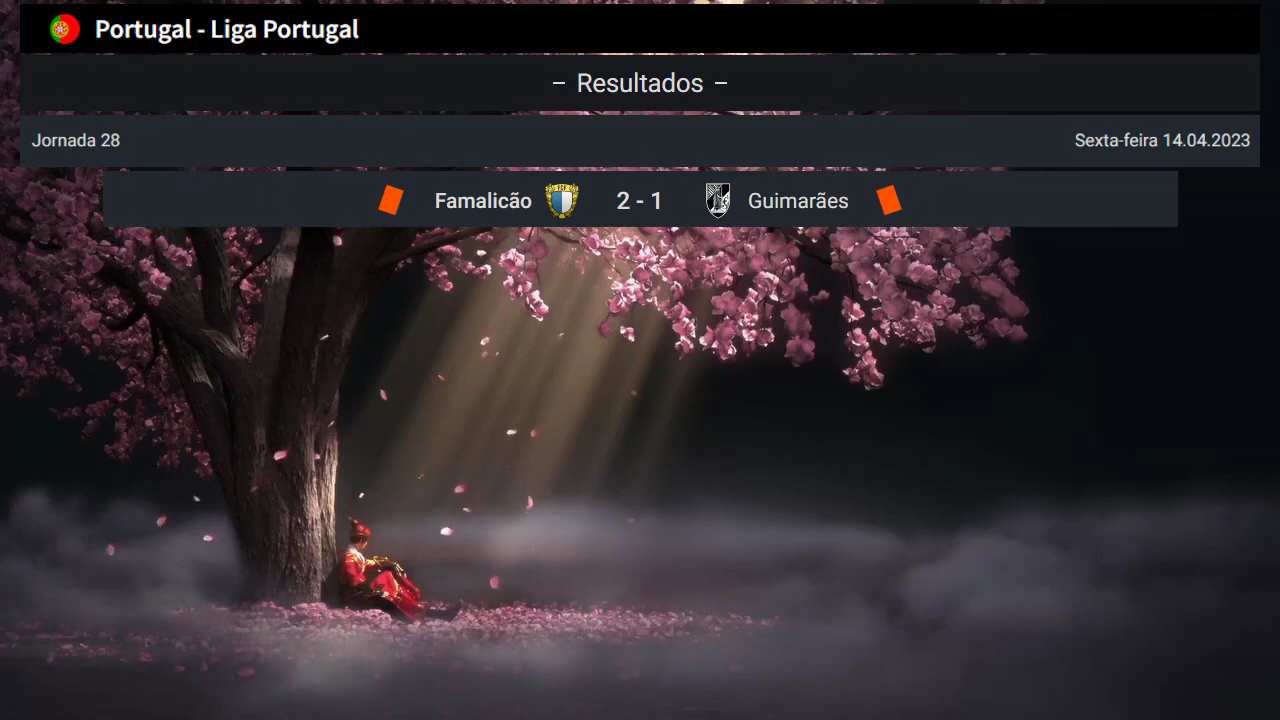 Portugal - Liga Portugal
– Resultados –
Jornada 28 Sexta-feira 14.04.2023
Famalicão 2 - 1 Guimarães